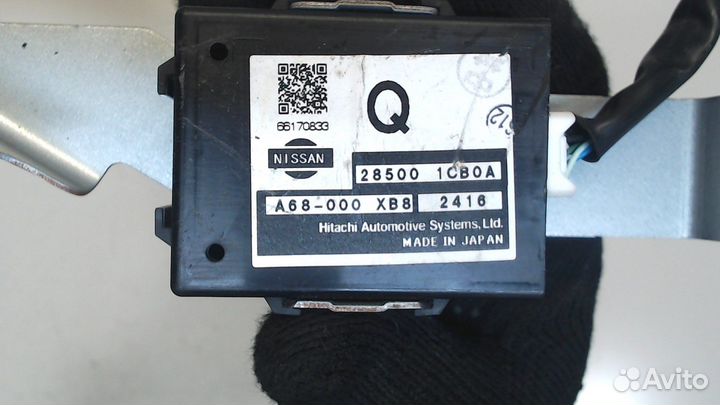 Q
66170833
NISSAN
28500 1CB0A
A68-000 XB8 2416
Hitachi Automotive Systems, Ltd.
MADE IN JAPAN
Avito